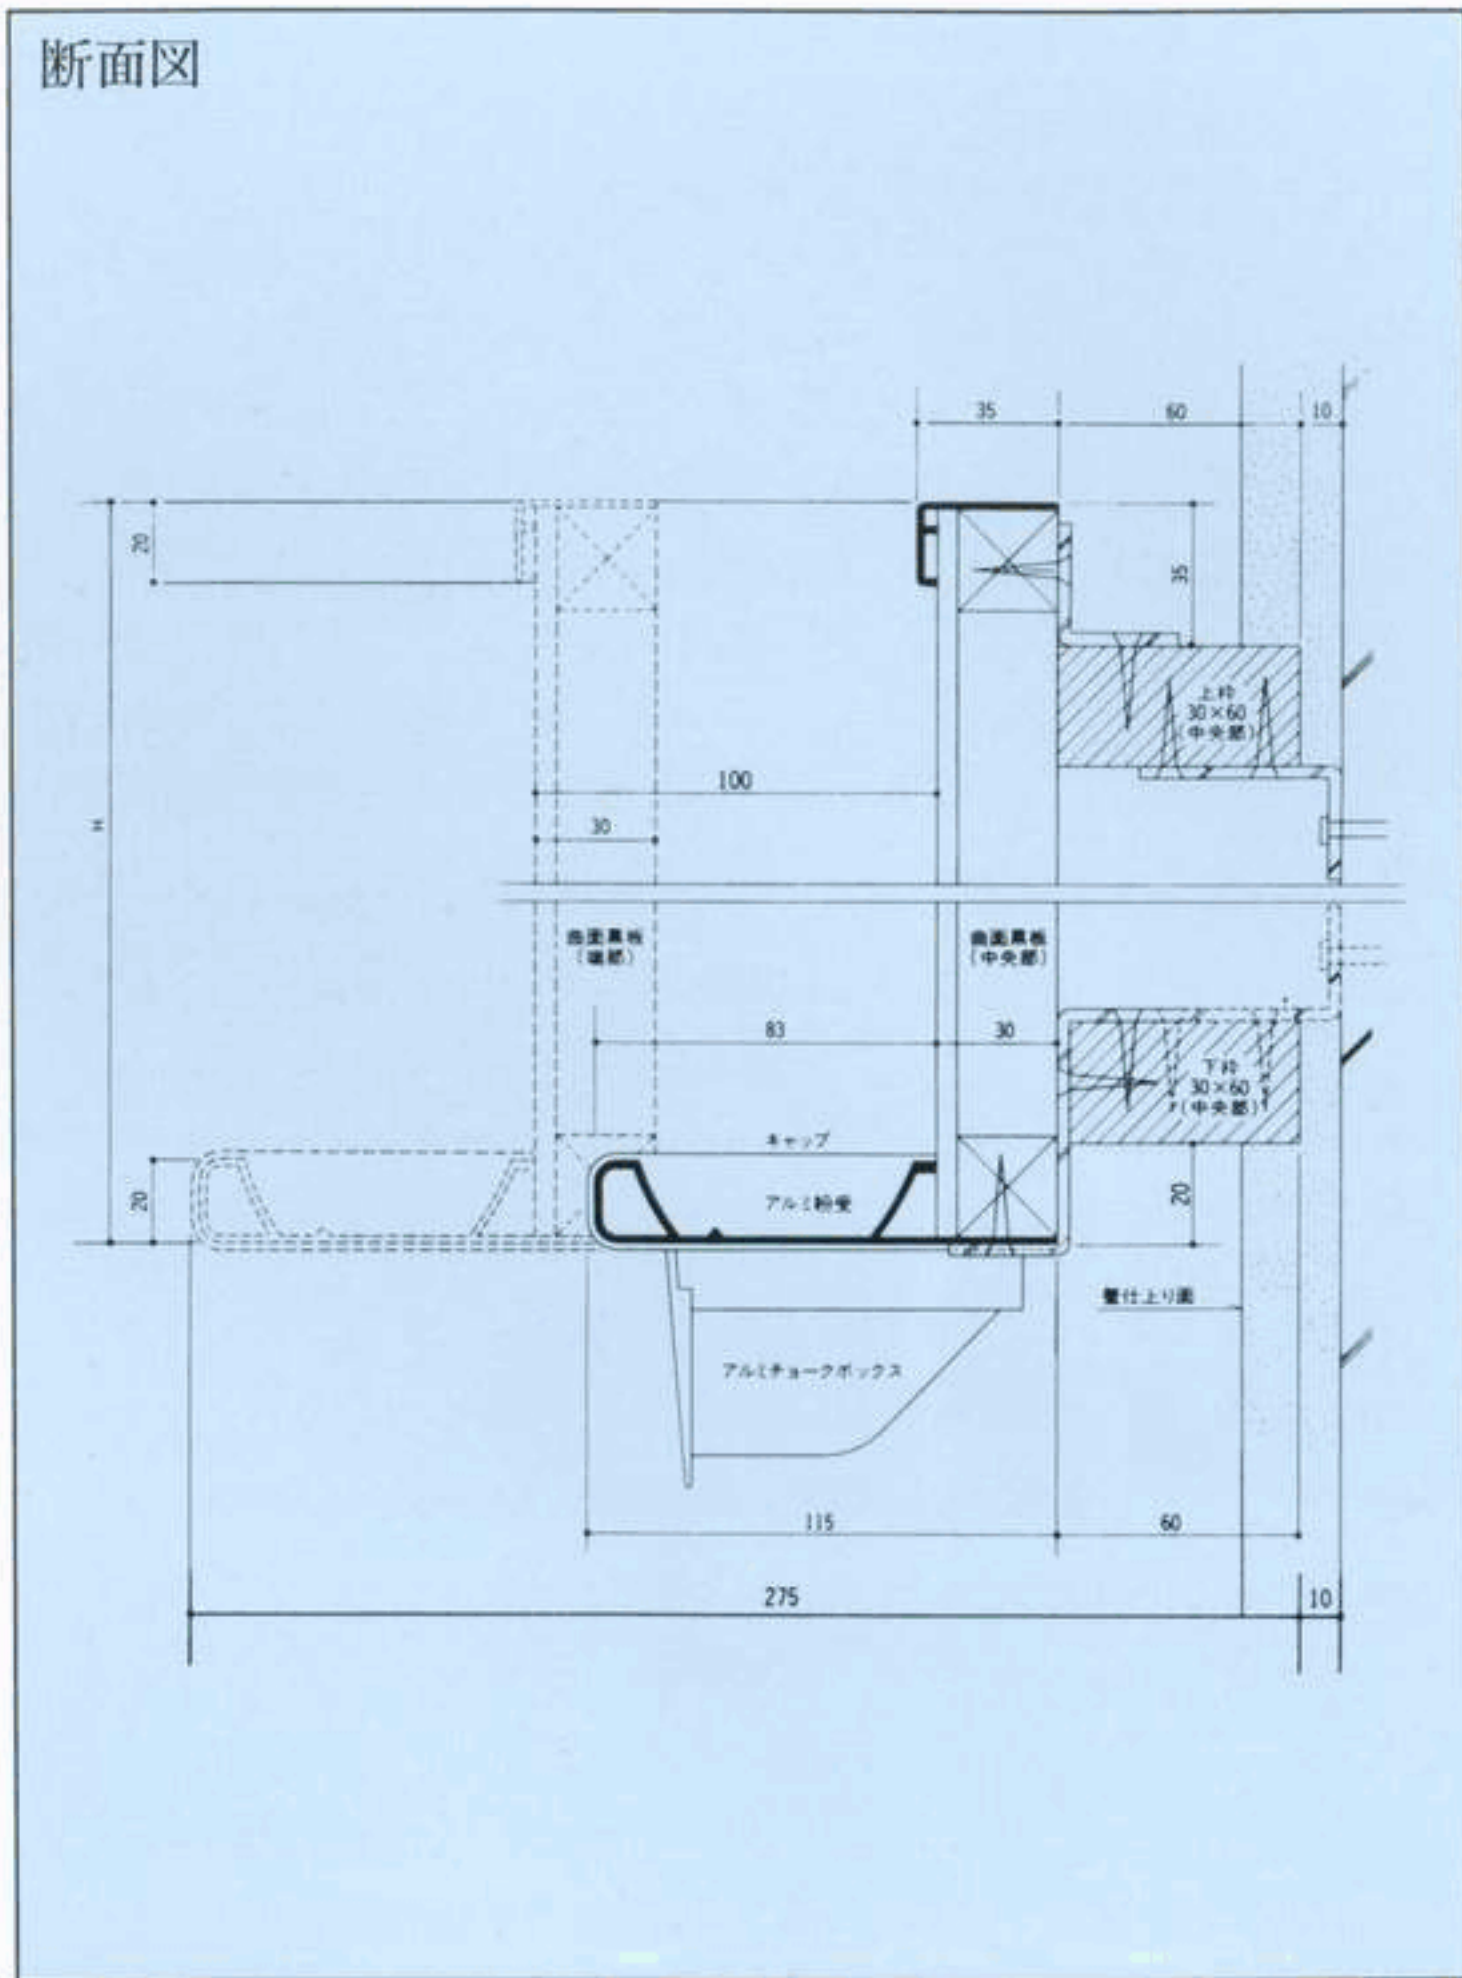 断面図
35
60
10
20
35
上枠
30×60
(中央部)
100
30
H
曲面黒板
(端部)
曲面黒板
(中央部)
83
30
下枠
30×60
(中央部)
キャップ
アルミ粉受
20
20
壁仕上り面
アルミチョークボックス
115
60
275
10